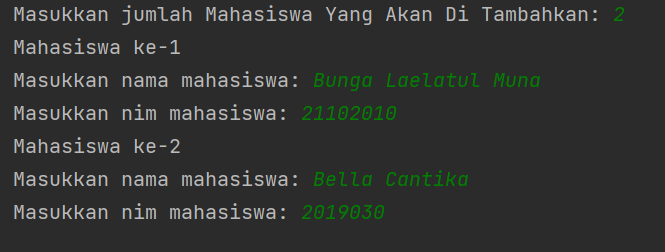 Masukkan jumlah Mahasiswa Yang Akan Di Tambahkan: 2
Mahasiswa ke-1
Masukkan nama mahasiswa: Bunga Laelatul Muna
Masukkan nim mahasiswa: 21102010
Mahasiswa ke-2
Masukkan nama mahasiswa: Bella Cantika
Masukkan nim mahasiswa: 2019030